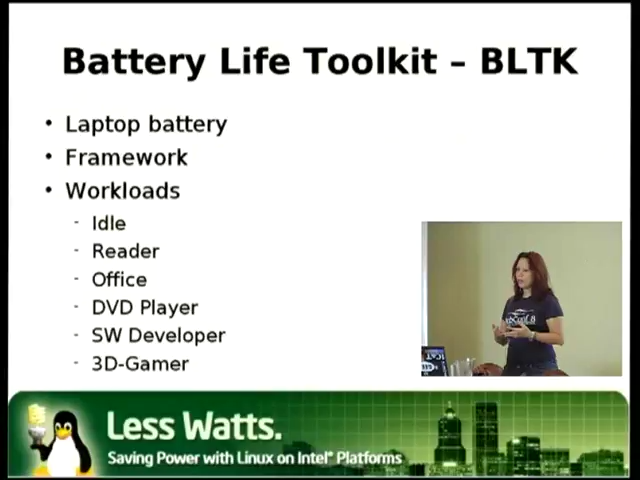 Battery Life Toolkit – BLTK
• Laptop battery
• Framework
• Workloads
- Idle
- Reader
- Office
- DVD Player
- SW Developer
- 3D-Gamer
Less Watts.
Saving Power with Linux on Intel® Platforms